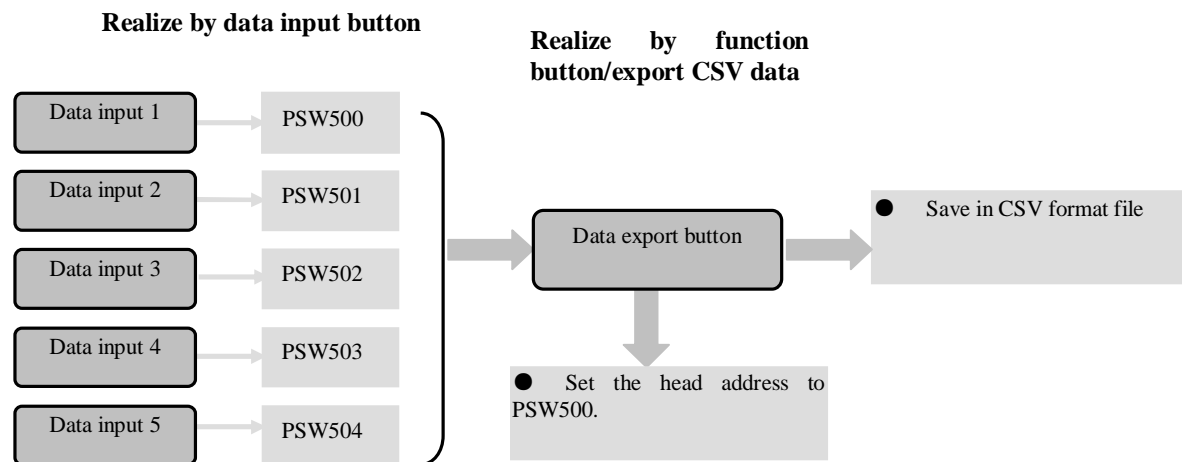 Realize by data input button
Realize by function
button/export CSV data
Data input 1
PSW500
Data input 2
PSW501
Data input 3
PSW502
Data input 4
PSW503
Data input 5
PSW504
Data export button
● Save in CSV format file
● Set the head address to
PSW500.